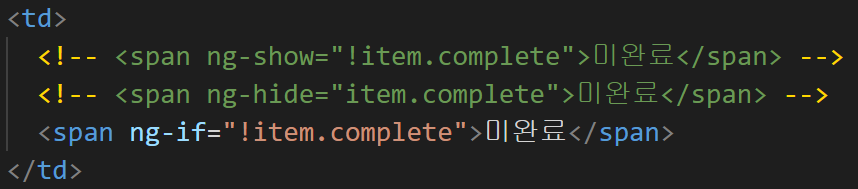 <td>
<!-- <span ng-show="!item.complete">미완료</span> -->
<!-- <span ng-hide="item.complete">미완료</span> -->
<span ng-if="!item.complete">미완료</span>
</td>